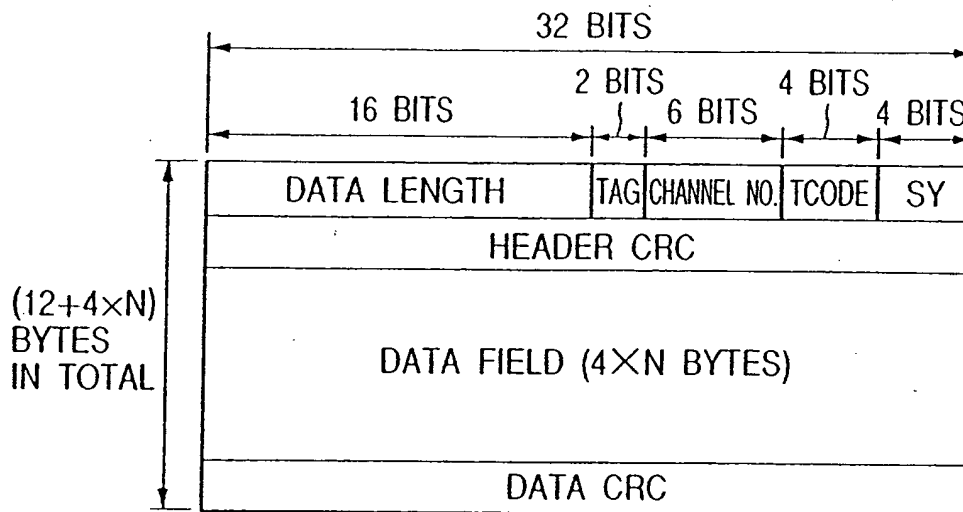 32 BITS
2 BITS
4 BITS
16 BITS
6 BITS
4 BITS
DATA LENGTH
TAG
CHANNEL NO.
TCODE
SY
HEADER CRC
(12+4×N)
BYTES
IN TOTAL
DATA FIELD (4×N BYTES)
DATA CRC